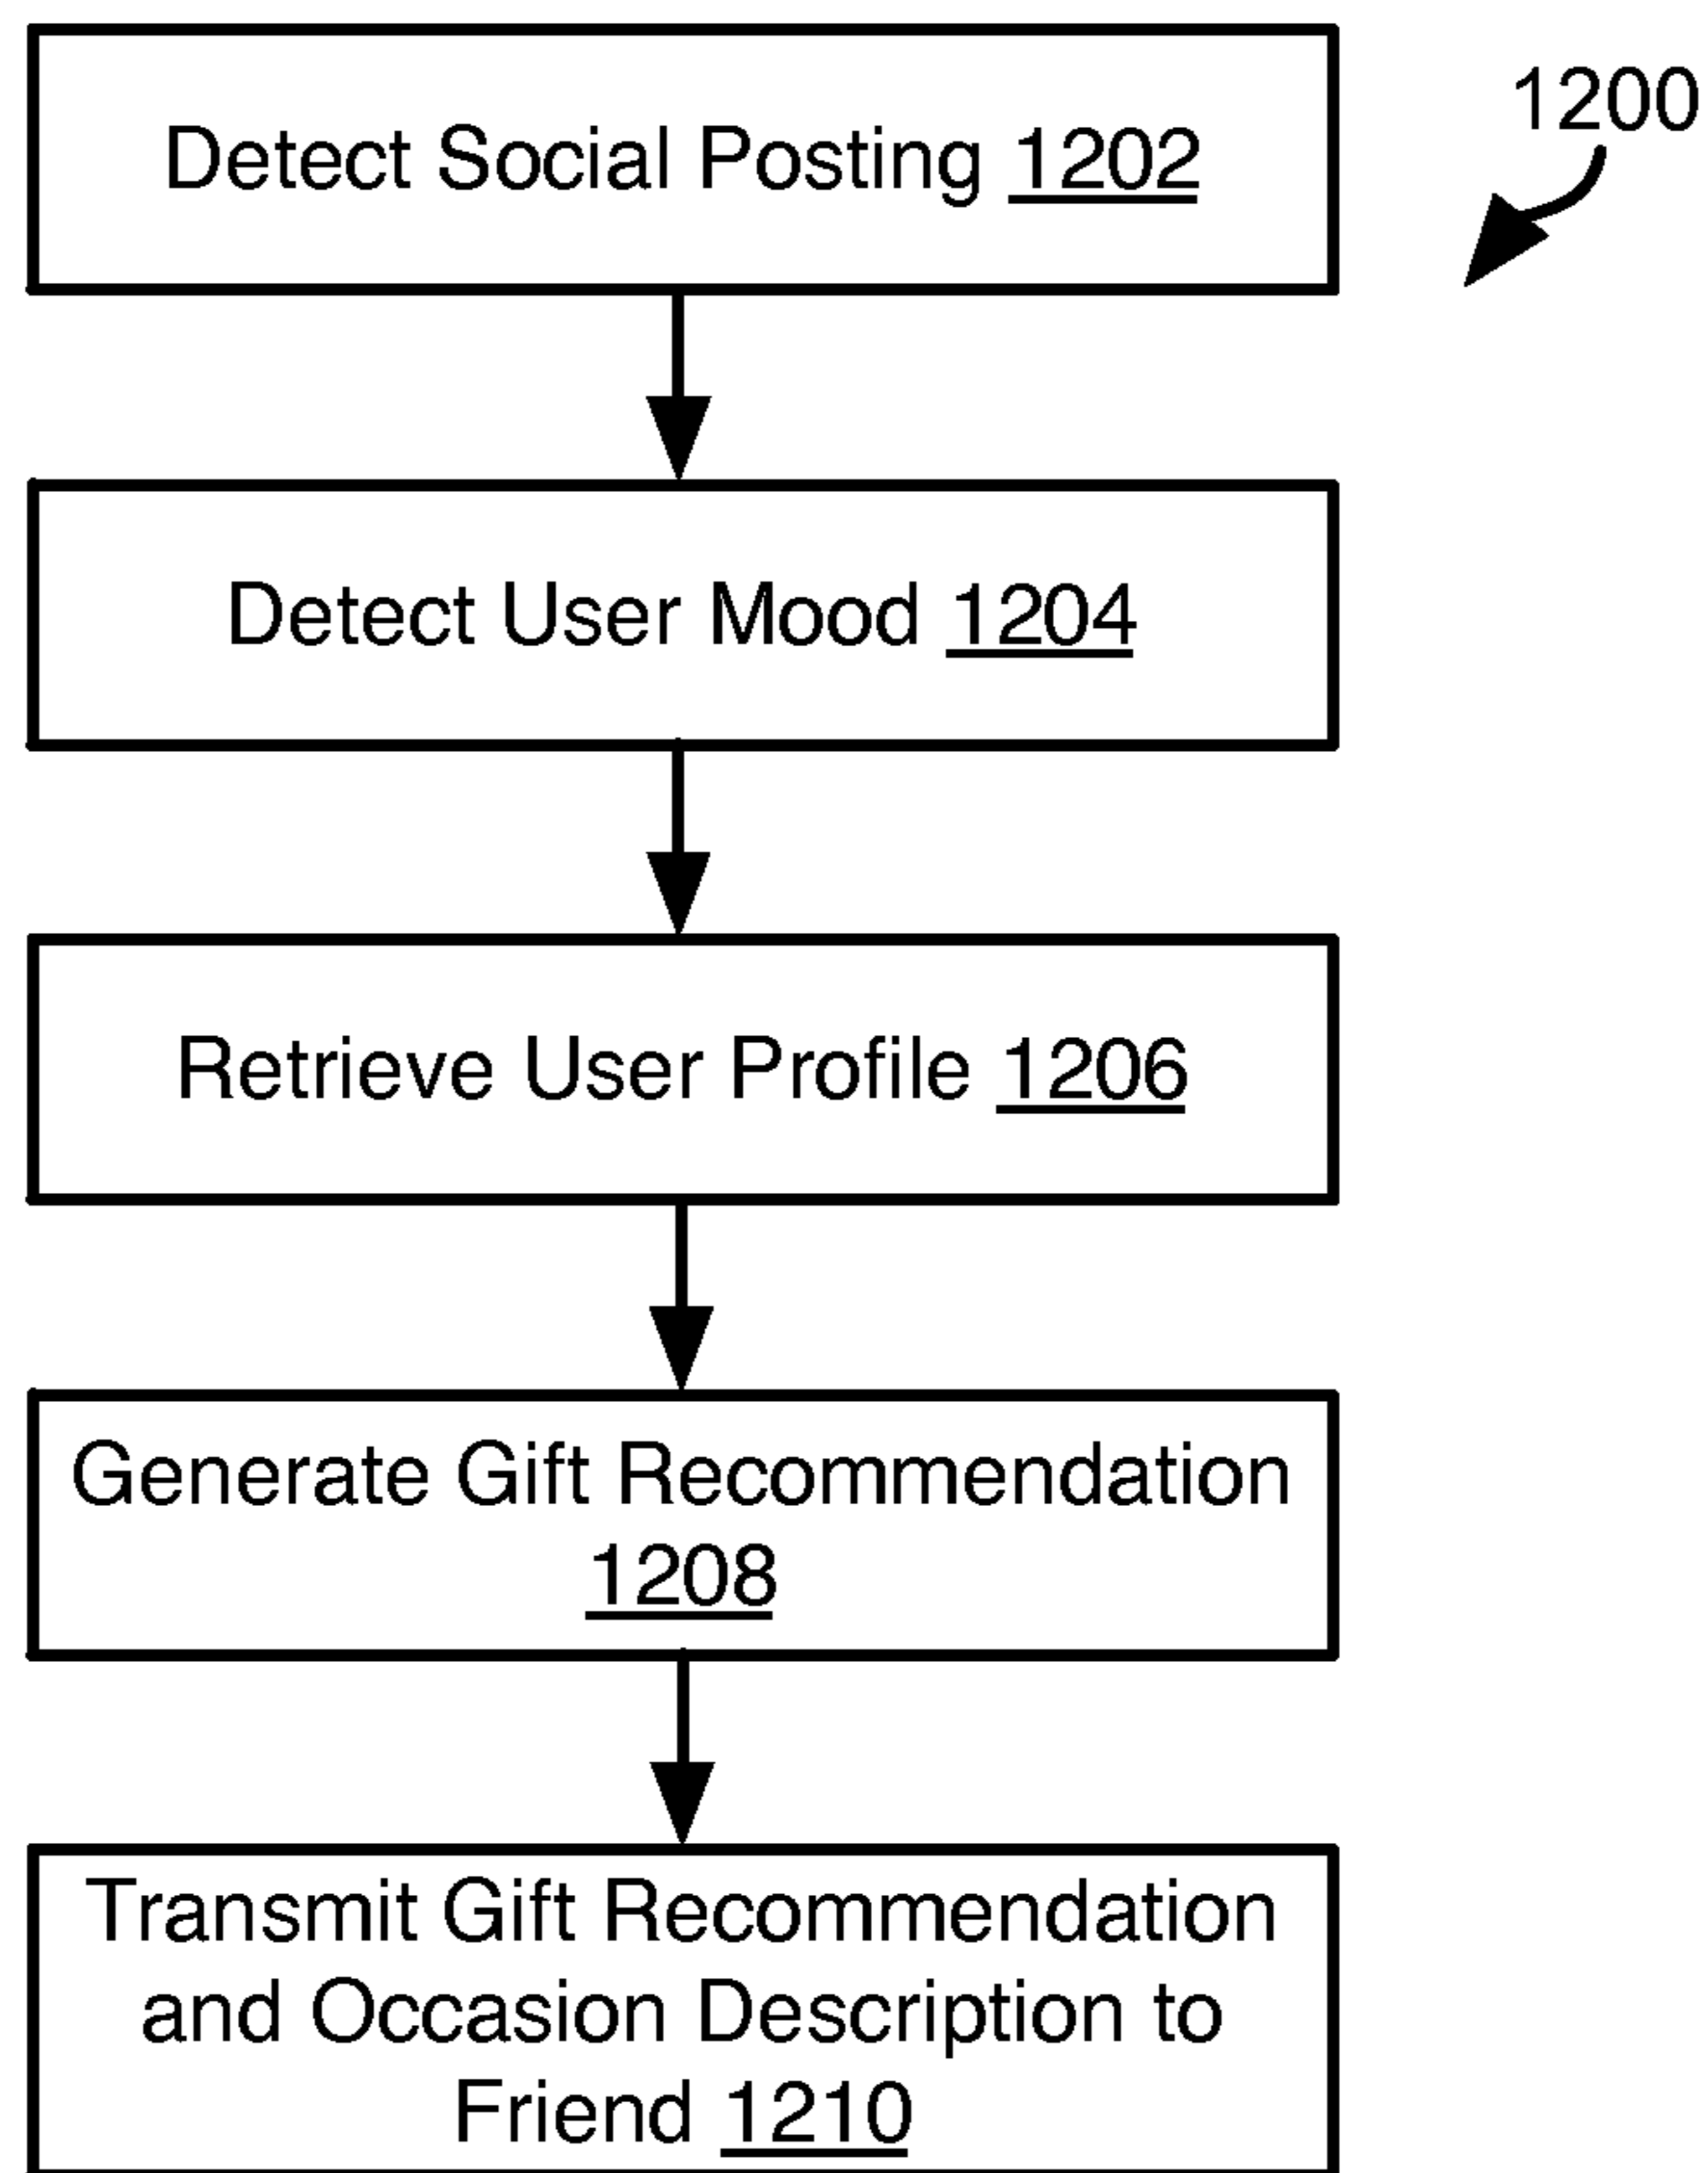 Detect Social Posting 1202
1200
Detect User Mood 1204
Retrieve User Profile 1206
Generate Gift Recommendation
1208
Transmit Gift Recommendation
and Occasion Description to
Friend 1210